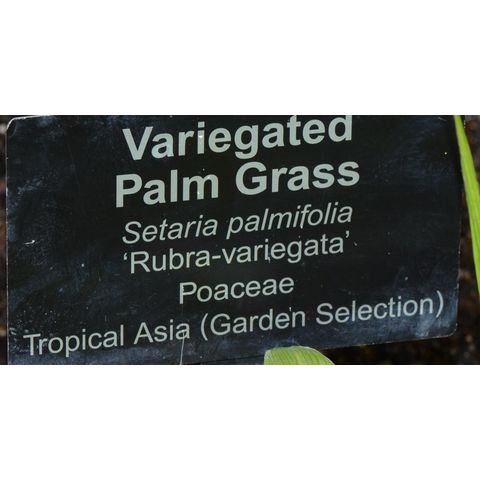 Variegated
Palm Grass
Setaria palmifolia
‘Rubra-variegata’
Poaceae
Tropical Asia (Garden Selection)